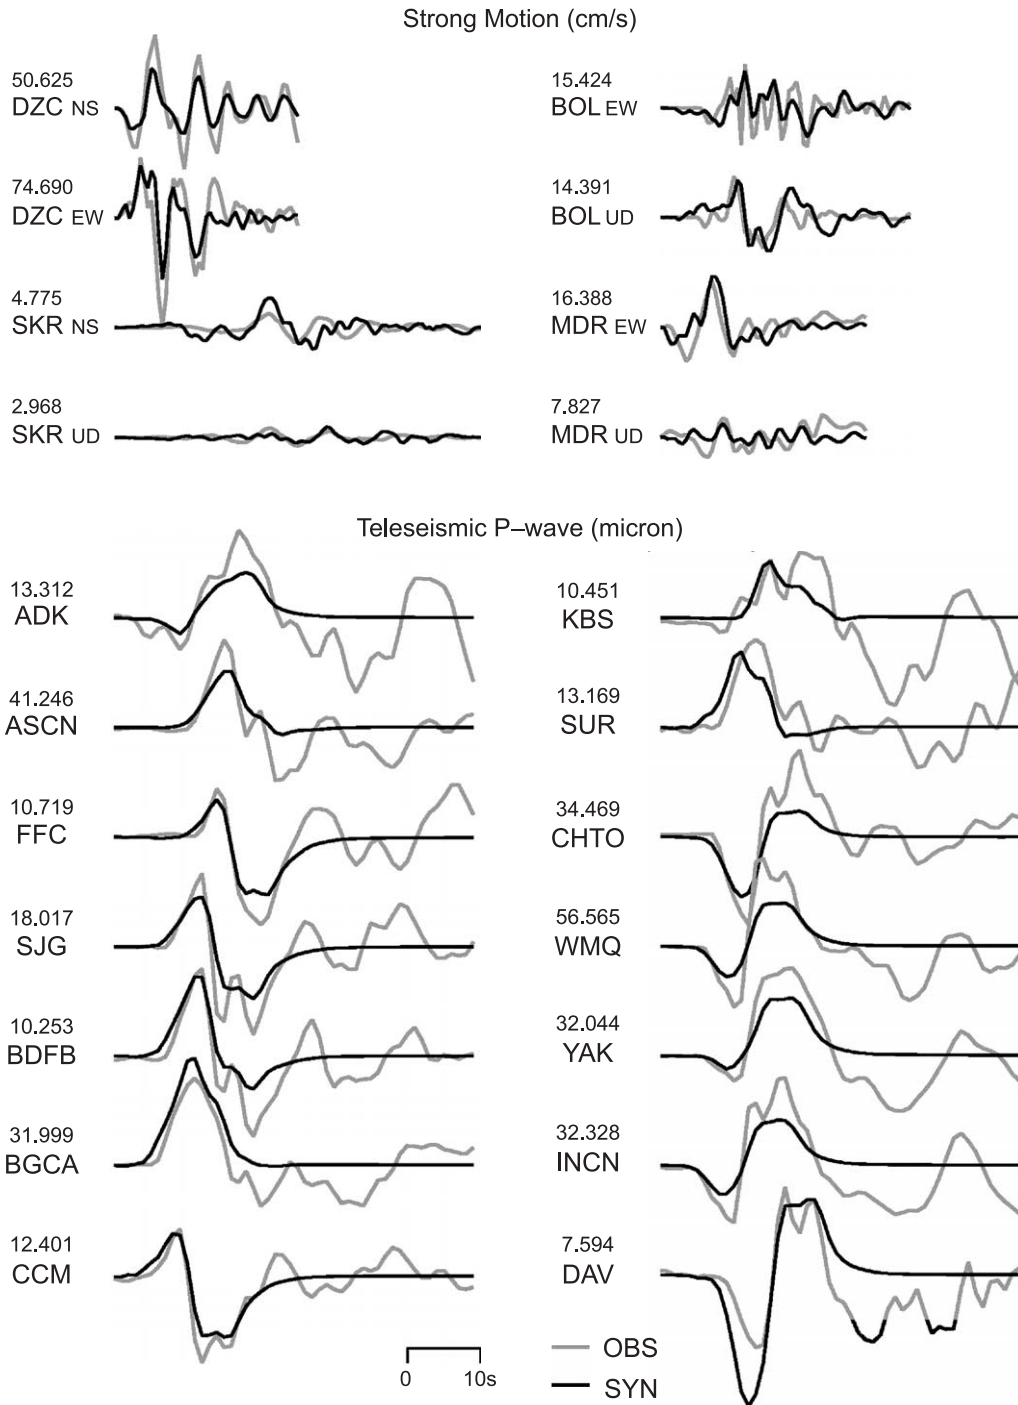 Strong Motion (cm/s)
50.625
DZC NS
74.690
DZC EW
4.775
SKR NS
2.968
SKR UD
15.424
BOL EW
14.391
BOL UD
16.388
MDR EW
7.827
MDR UD
Teleseismic P–wave (micron)
13.312
ADK
41.246
ASCN
10.719
FFC
18.017
SJG
10.253
BDFB
31.999
BGCA
12.401
CCM
10.451
KBS
13.169
SUR
34.469
CHTO
56.565
WMQ
32.044
YAK
32.328
INCN
7.594
DAV
0 10s
OBS
SYN